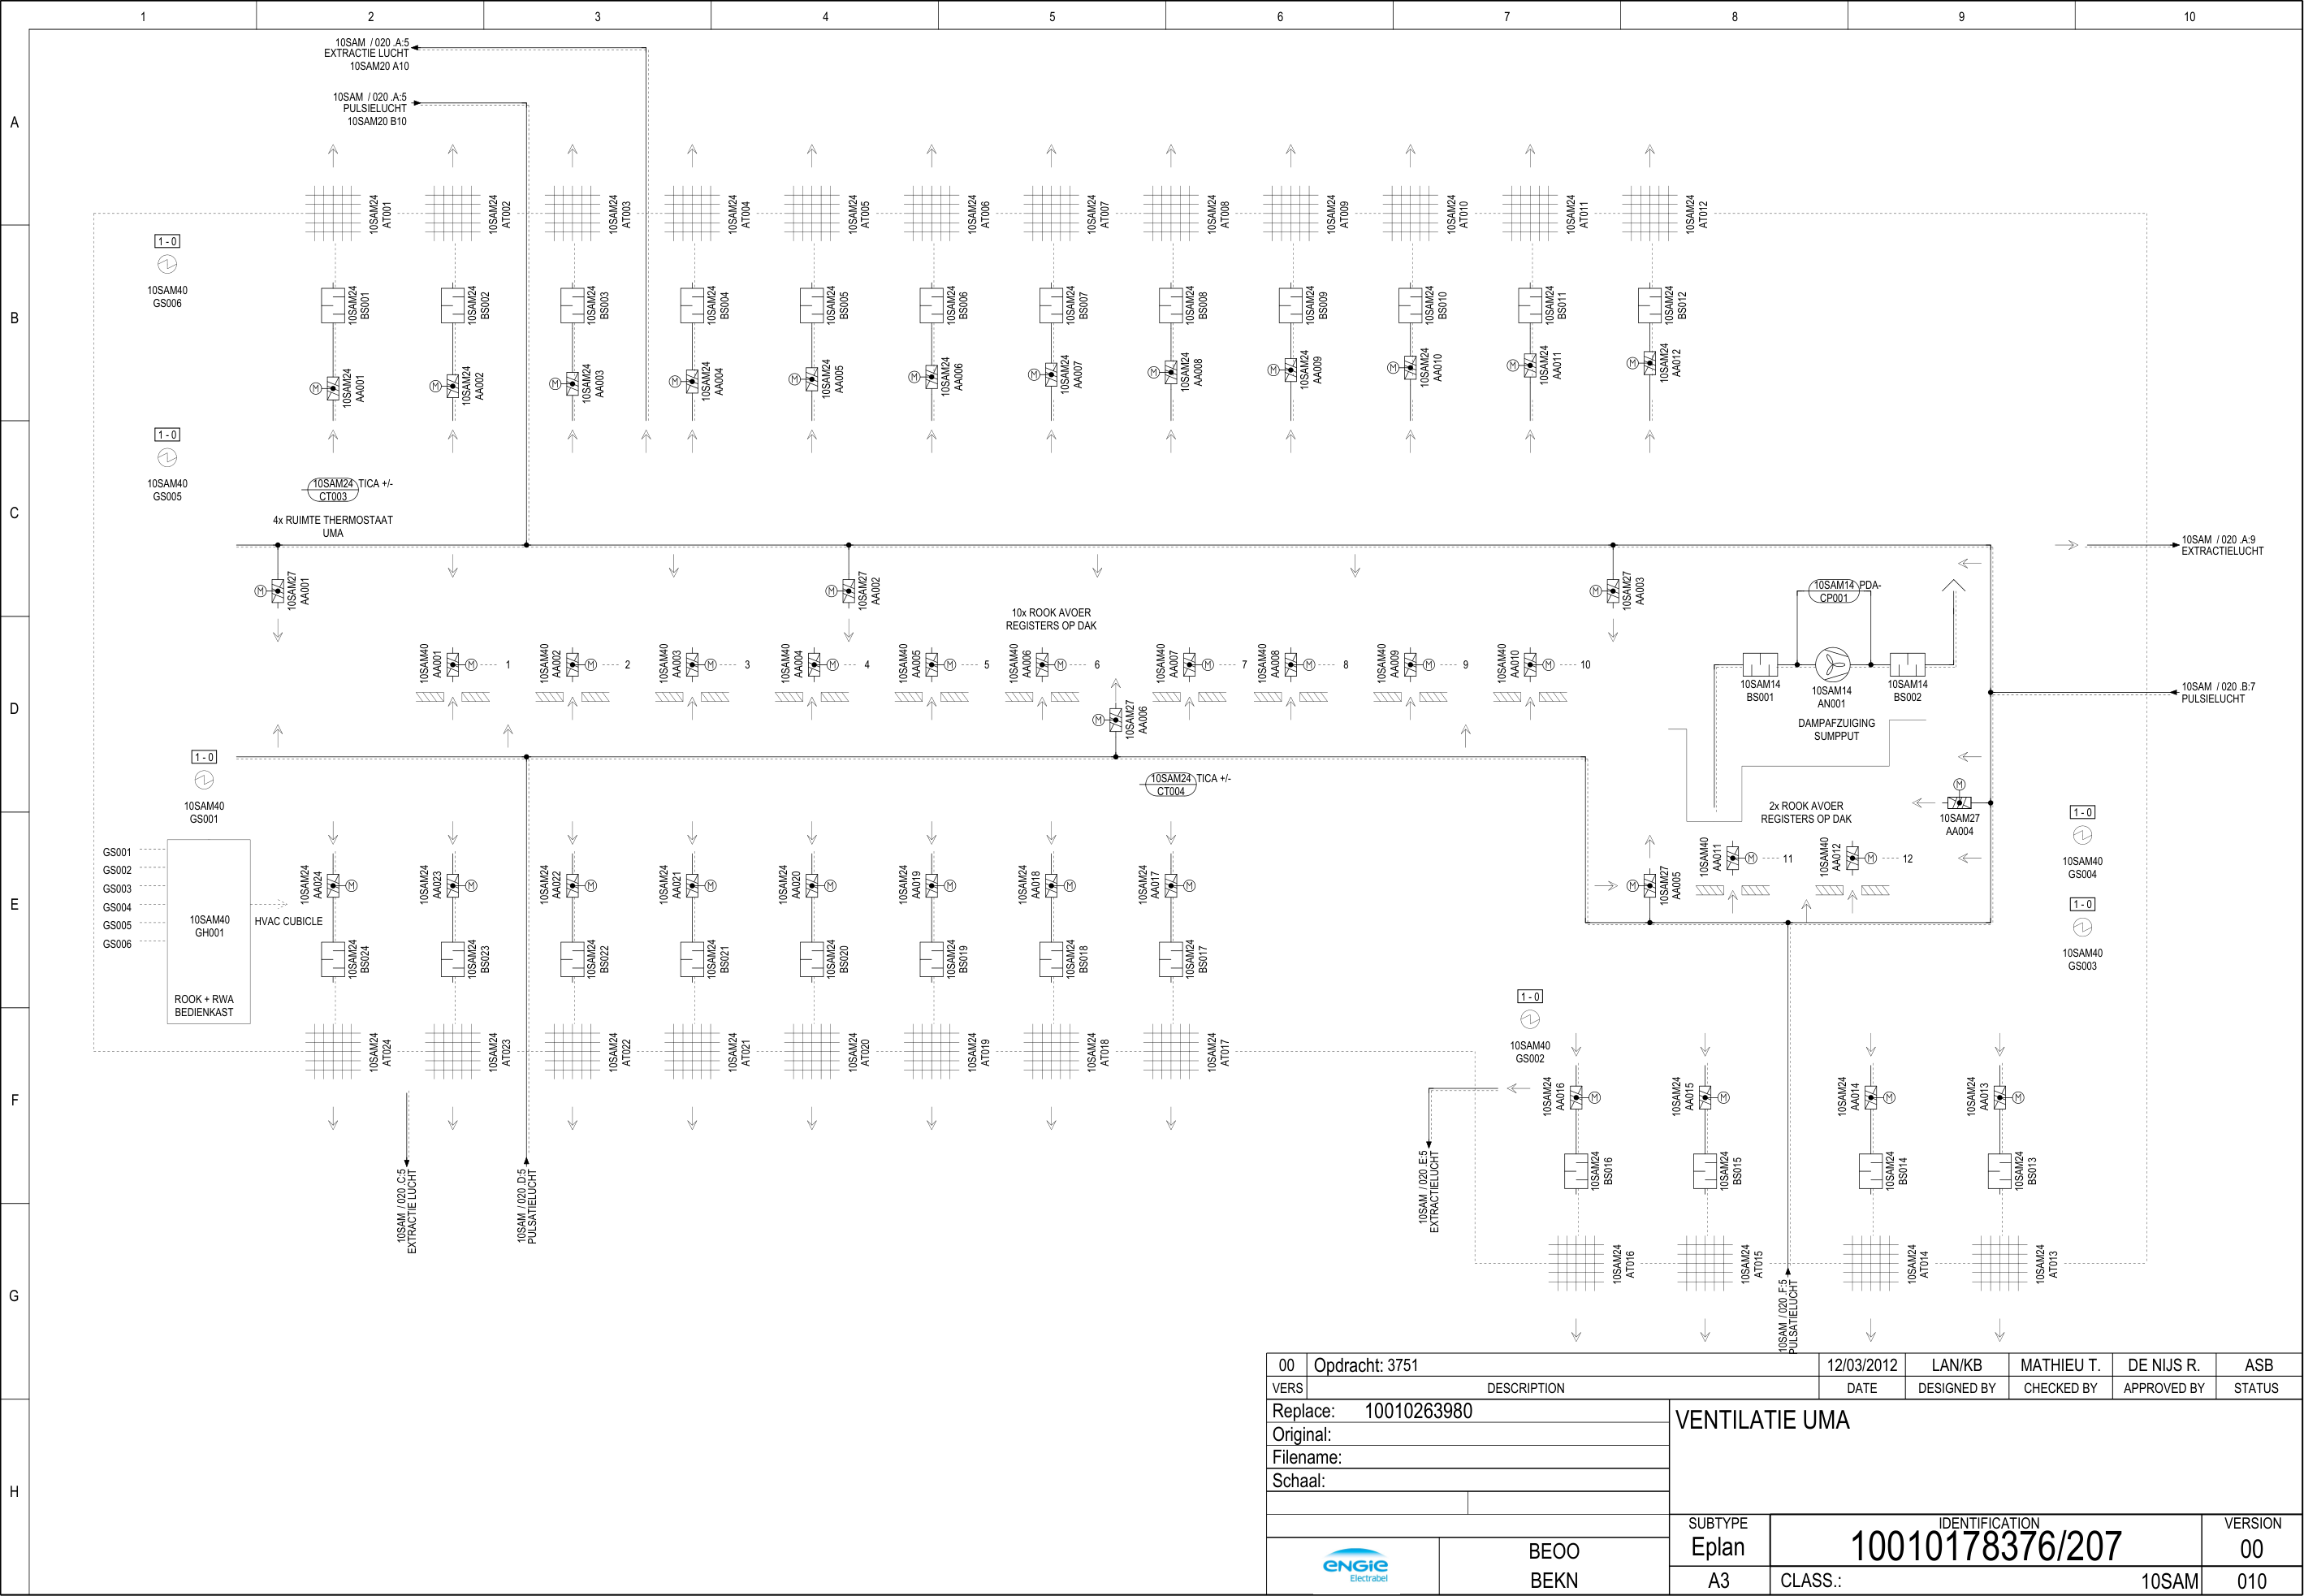 1 2 3 4 5 6 7 8 9 10
10SAM / 020 .A:5
EXTRACTIE LUCHT
10SAM20 A10
10SAM / 020 .A:5
PULSIELUCHT
10SAM20 B10
A
10SAM24 AT001
10SAM24 AT002
10SAM24 AT003
10SAM24 AT004
10SAM24 AT005
10SAM24 AT006
10SAM24 AT007
10SAM24 AT008
10SAM24 AT009
10SAM24 AT010
10SAM24 AT011
10SAM24 AT012
1 - 0
10SAM40
GS006
B
10SAM24 BS001
10SAM24 BS002
10SAM24 BS003
10SAM24 BS004
10SAM24 BS005
10SAM24 BS006
10SAM24 BS007
10SAM24 BS008
10SAM24 BS009
10SAM24 BS010
10SAM24 BS011
10SAM24 BS012
M 10SAM24 AA001
M 10SAM24 AA002
M 10SAM24 AA003
M 10SAM24 AA004
M 10SAM24 AA005
M 10SAM24 AA006
M 10SAM24 AA007
M 10SAM24 AA008
M 10SAM24 AA009
M 10SAM24 AA010
M 10SAM24 AA011
M 10SAM24 AA012
1 - 0
10SAM40
GS005
10SAM24 TICA +/-
CT003
C
4x RUIMTE THERMOSTAAT
UMA
10SAM / 020 .A:9
EXTRACTIELUCHT
M 10SAM27 AA001
M 10SAM27 AA002
M 10SAM27 AA003
10SAM14 PDA-
CP001
10x ROOK AVOER
REGISTERS OP DAK
10SAM40 AA001 M 1
10SAM40 AA002 M 2
10SAM40 AA003 M 3
10SAM40 AA004 M 4
10SAM40 AA005 M 5
10SAM40 AA006 M 6
10SAM40 AA007 M 7
10SAM40 AA008 M 8
10SAM40 AA009 M 9
10SAM40 AA010 M 10
10SAM14
BS001
10SAM14
AN001
10SAM14
BS002
10SAM / 020 .B:7
PULSIELUCHT
D
M 10SAM27 AA006
DAMPAFZUIGING
SUMPPUT
1 - 0
10SAM40
GS001
10SAM24 TICA +/-
CT004
M
10SAM27
AA004
2x ROOK AVOER
REGISTERS OP DAK
1 - 0
10SAM40
GS004
GS001
GS002
GS003
GS004
GS005
GS006
10SAM40
GH001
HVAC CUBICLE
ROOK + RWA
BEDIENKAST
E
10SAM24 AA024 M
10SAM24 AA023 M
10SAM24 AA022 M
10SAM24 AA021 M
10SAM24 AA020 M
10SAM24 AA019 M
10SAM24 AA018 M
10SAM24 AA017 M
M 10SAM27 AA005
10SAM40 AA011 M 11
10SAM40 AA012 M 12
1 - 0
10SAM40
GS003
10SAM24 BS024
10SAM24 BS023
10SAM24 BS022
10SAM24 BS021
10SAM24 BS020
10SAM24 BS019
10SAM24 BS018
10SAM24 BS017
1 - 0
10SAM40
GS002
10SAM24 AT024
10SAM24 AT023
10SAM24 AT022
10SAM24 AT021
10SAM24 AT020
10SAM24 AT019
10SAM24 AT018
10SAM24 AT017
F
10SAM24 AA016 M
10SAM24 AA015 M
10SAM24 AA014 M
10SAM24 AA013 M
10SAM / 020 .C:5
EXTRACTIE LUCHT
10SAM / 020 .D:5
PULSATIELUCHT
10SAM / 020 .E:5
EXTRACTIELUCHT
10SAM24 BS016
10SAM24 BS015
10SAM24 BS014
10SAM24 BS013
G
10SAM24 AT016
10SAM24 AT015
10SAM24 AT014
10SAM24 AT013
10SAM / 020 .F:5
PULSATIELUCHT
00 Opdracht: 3751 12/03/2012 LAN/KB MATHIEU T. DE NIJS R. ASB
VERS DESCRIPTION DATE DESIGNED BY CHECKED BY APPROVED BY STATUS
Replace: 10010263980
VENTILATIE UMA
Original:
Filename:
Schaal:
H
SUBTYPE IDENTIFICATION VERSION
Eplan 10010178376/207 00
ENGIE
Electrabel
BEOO
BEKN
A3 CLASS.: 10SAM 010